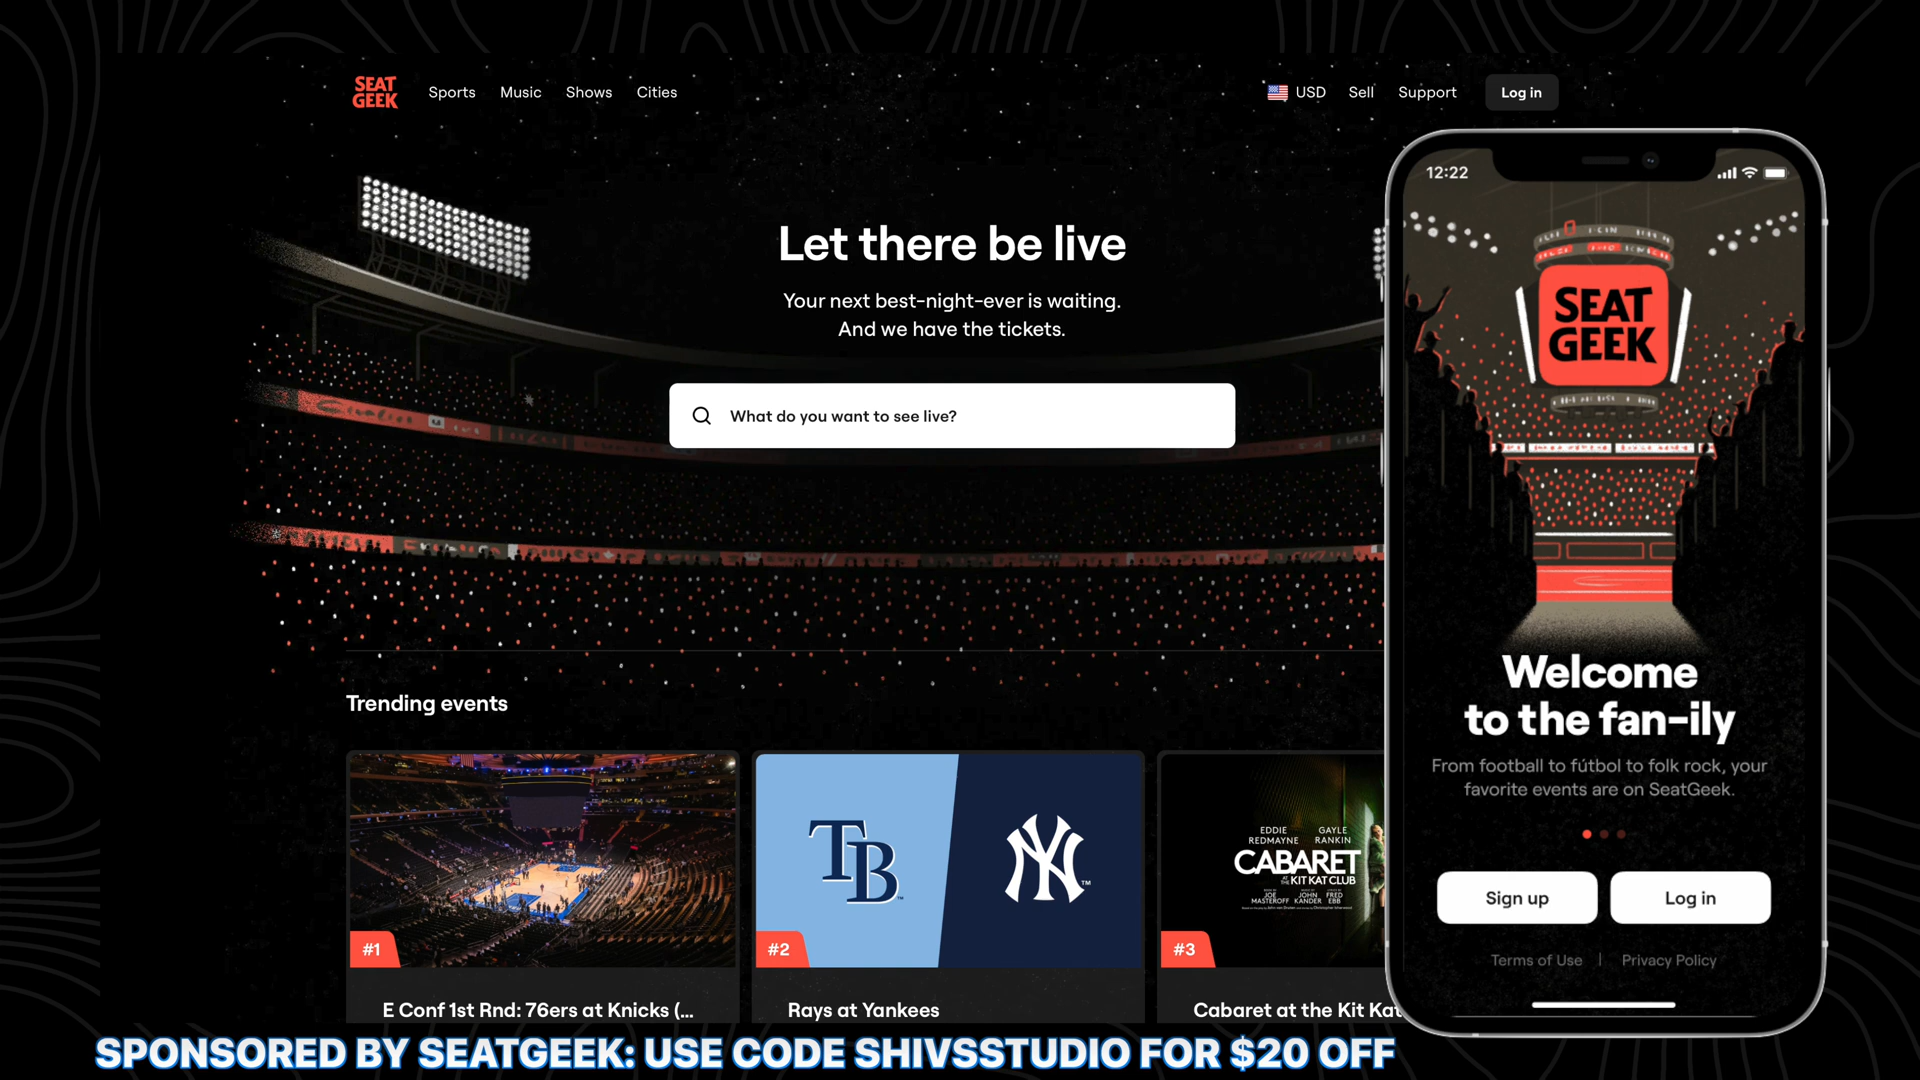 SEAT
GEEK
Sports
Music
Shows
Cities
USD
Sell
Support
Log in
Let there be live
Your next best-night-ever is waiting.
And we have the tickets.
What do you want to see live?
Trending events
#1
E Conf 1st Rnd: 76ers at Knicks (...
TB
NY
TM
#2
Rays at Yankees
EDDIE
REDMAYNE
GAYLE
RANKIN
CABARET
AT THE KIT KAT CLUB
JOE
MASTEROFF
JOHN
KANDER
FRED
EBB
#3
Cabaret at the Kit Kat
12:22
SEAT
GEEK
Welcome
to the fan-ily
From football to fútbol to folk rock, your
favorite events are on SeatGeek.
Sign up
Log in
Terms of Use | Privacy Policy
SPONSORED BY SEATGEEK: USE CODE SHIVSSTUDIO FOR $20 OFF